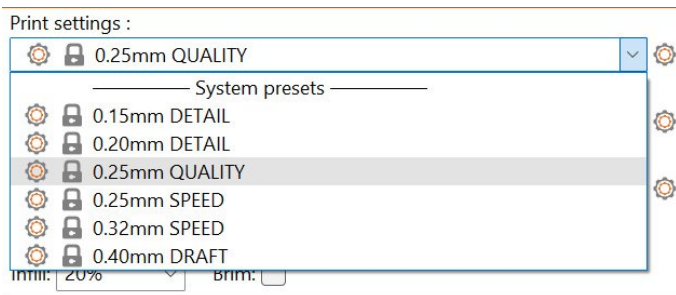 Print settings :
0.25mm QUALITY
System presets
0.15mm DETAIL
0.20mm DETAIL
0.25mm QUALITY
0.25mm SPEED
0.32mm SPEED
0.40mm DRAFT
Infill: 20% Brim: